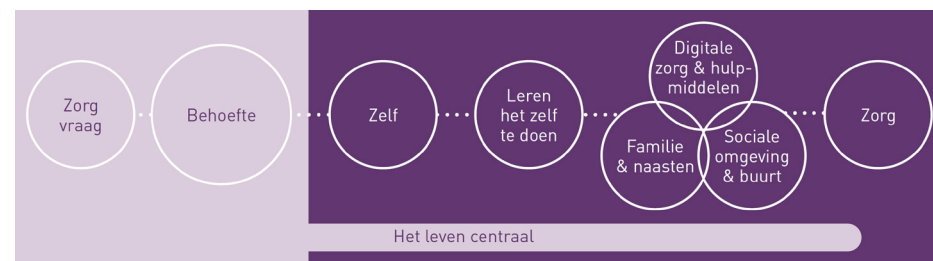 Zorg
vraag
Behoefte
Zelf
Leren
het zelf
te doen
Digitale
zorg & hulp-
middelen
Familie
& naasten
Sociale
omgeving
& buurt
Zorg
Het leven centraal